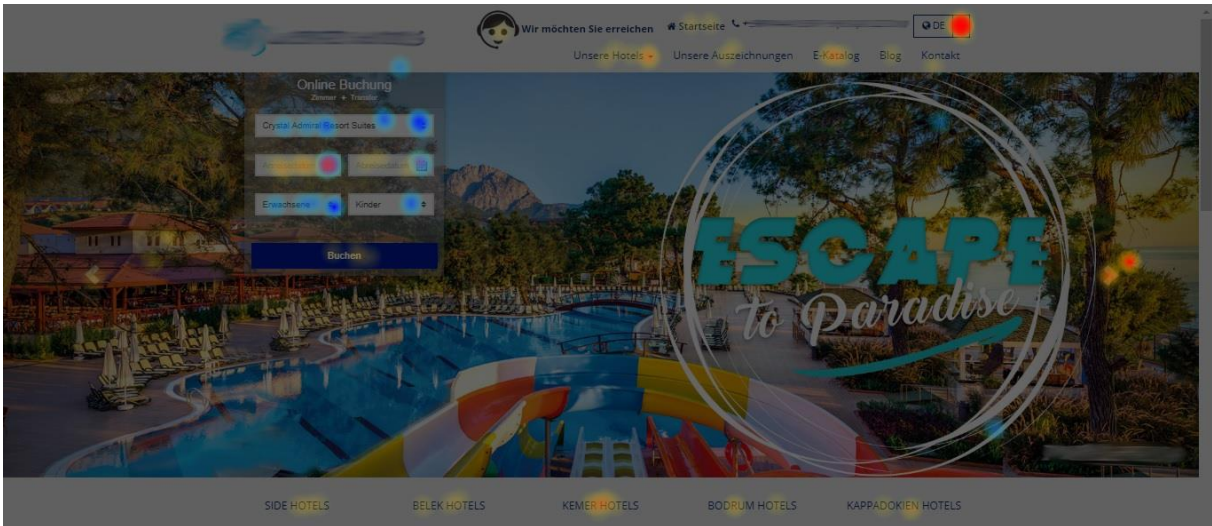 Wir möchten Sie erreichen Startseite DE
Unsere Hotels Unsere Auszeichnungen E-Katalog Blog Kontakt
Online Buchung
Zimmer + Transfer
Crystal Admiral Resort Suites
Erwachsene Kinder
Buchen
ESCAPE
to Paradise
SIDE HOTELS BELEK HOTELS KEMER HOTELS BODRUM HOTELS KAPPADOKIEN HOTELS